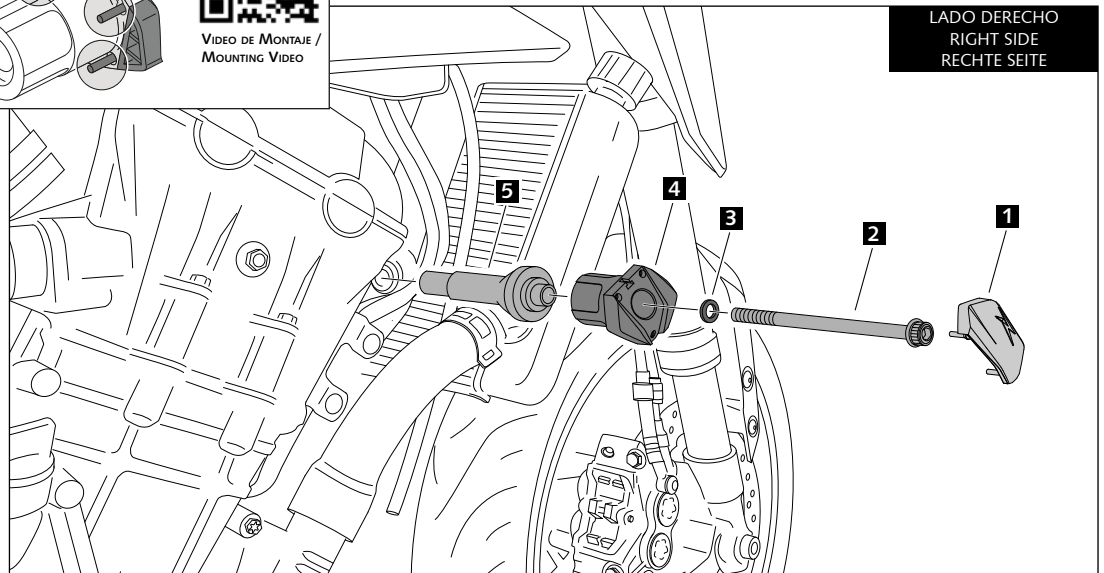 VIDEO DE MONTAJE /
MOUNTING VIDEO
LADO DERECHO
RIGHT SIDE
RECHTE SEITE
5
4
3
2
1